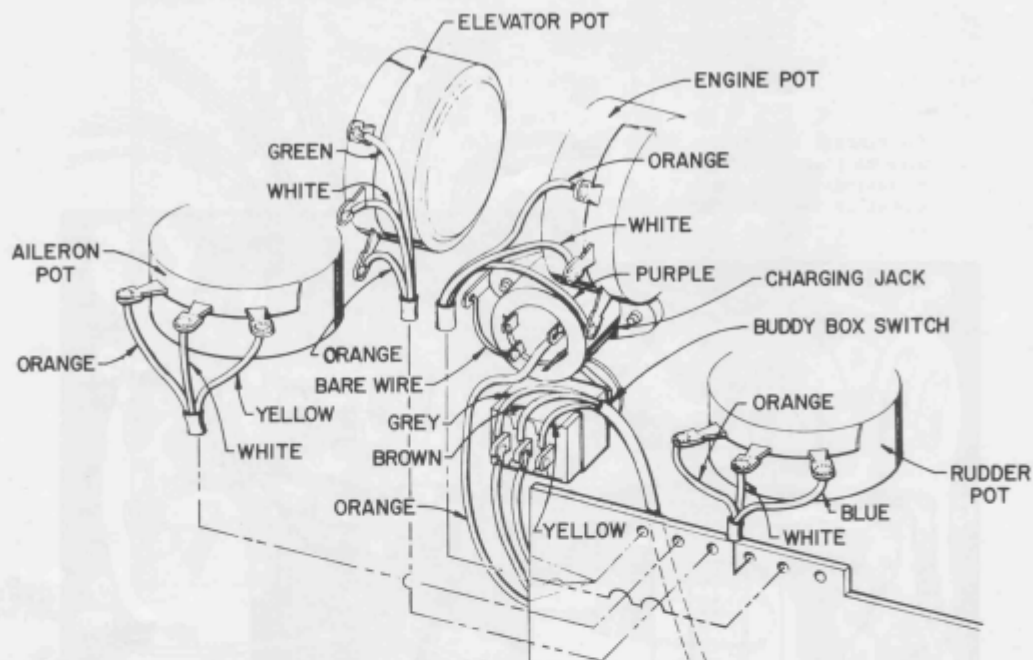 ELEVATOR POT
ENGINE POT
GREEN
ORANGE
WHITE
WHITE
AILERON
POT
PURPLE
CHARGING JACK
BUDDY BOX SWITCH
ORANGE
ORANGE
BARE WIRE
YELLOW
GREY
ORANGE
WHITE
BROWN
RUDDER
POT
ORANGE
YELLOW
BLUE
WHITE